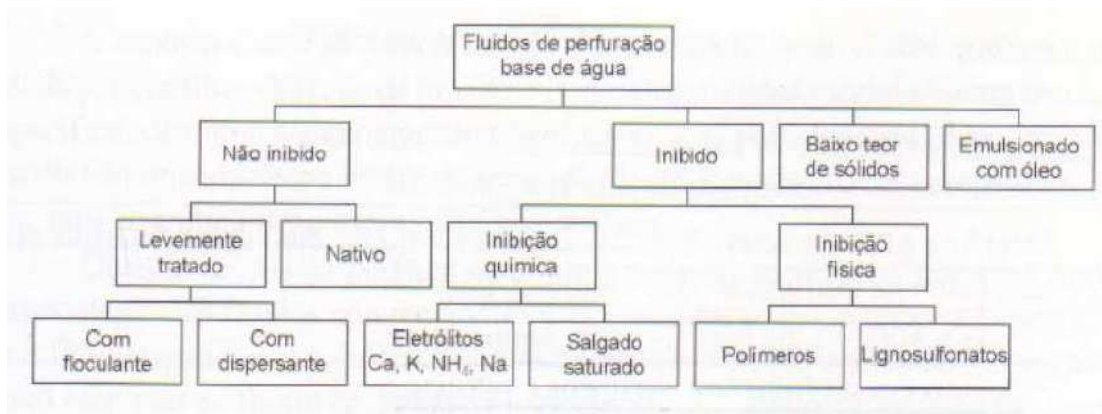 Fluidos de perfuração
base de água
Não inibido
Inibido
Baixo teor
de sólidos
Emulsionado
com óleo
Levemente
tratado
Nativo
Inibição
química
Inibição
física
Com
floculante
Com
dispersante
Eletrólitos
Ca, K, NH₄, Na
Salgado
saturado
Polímeros
Lignosulfonatos